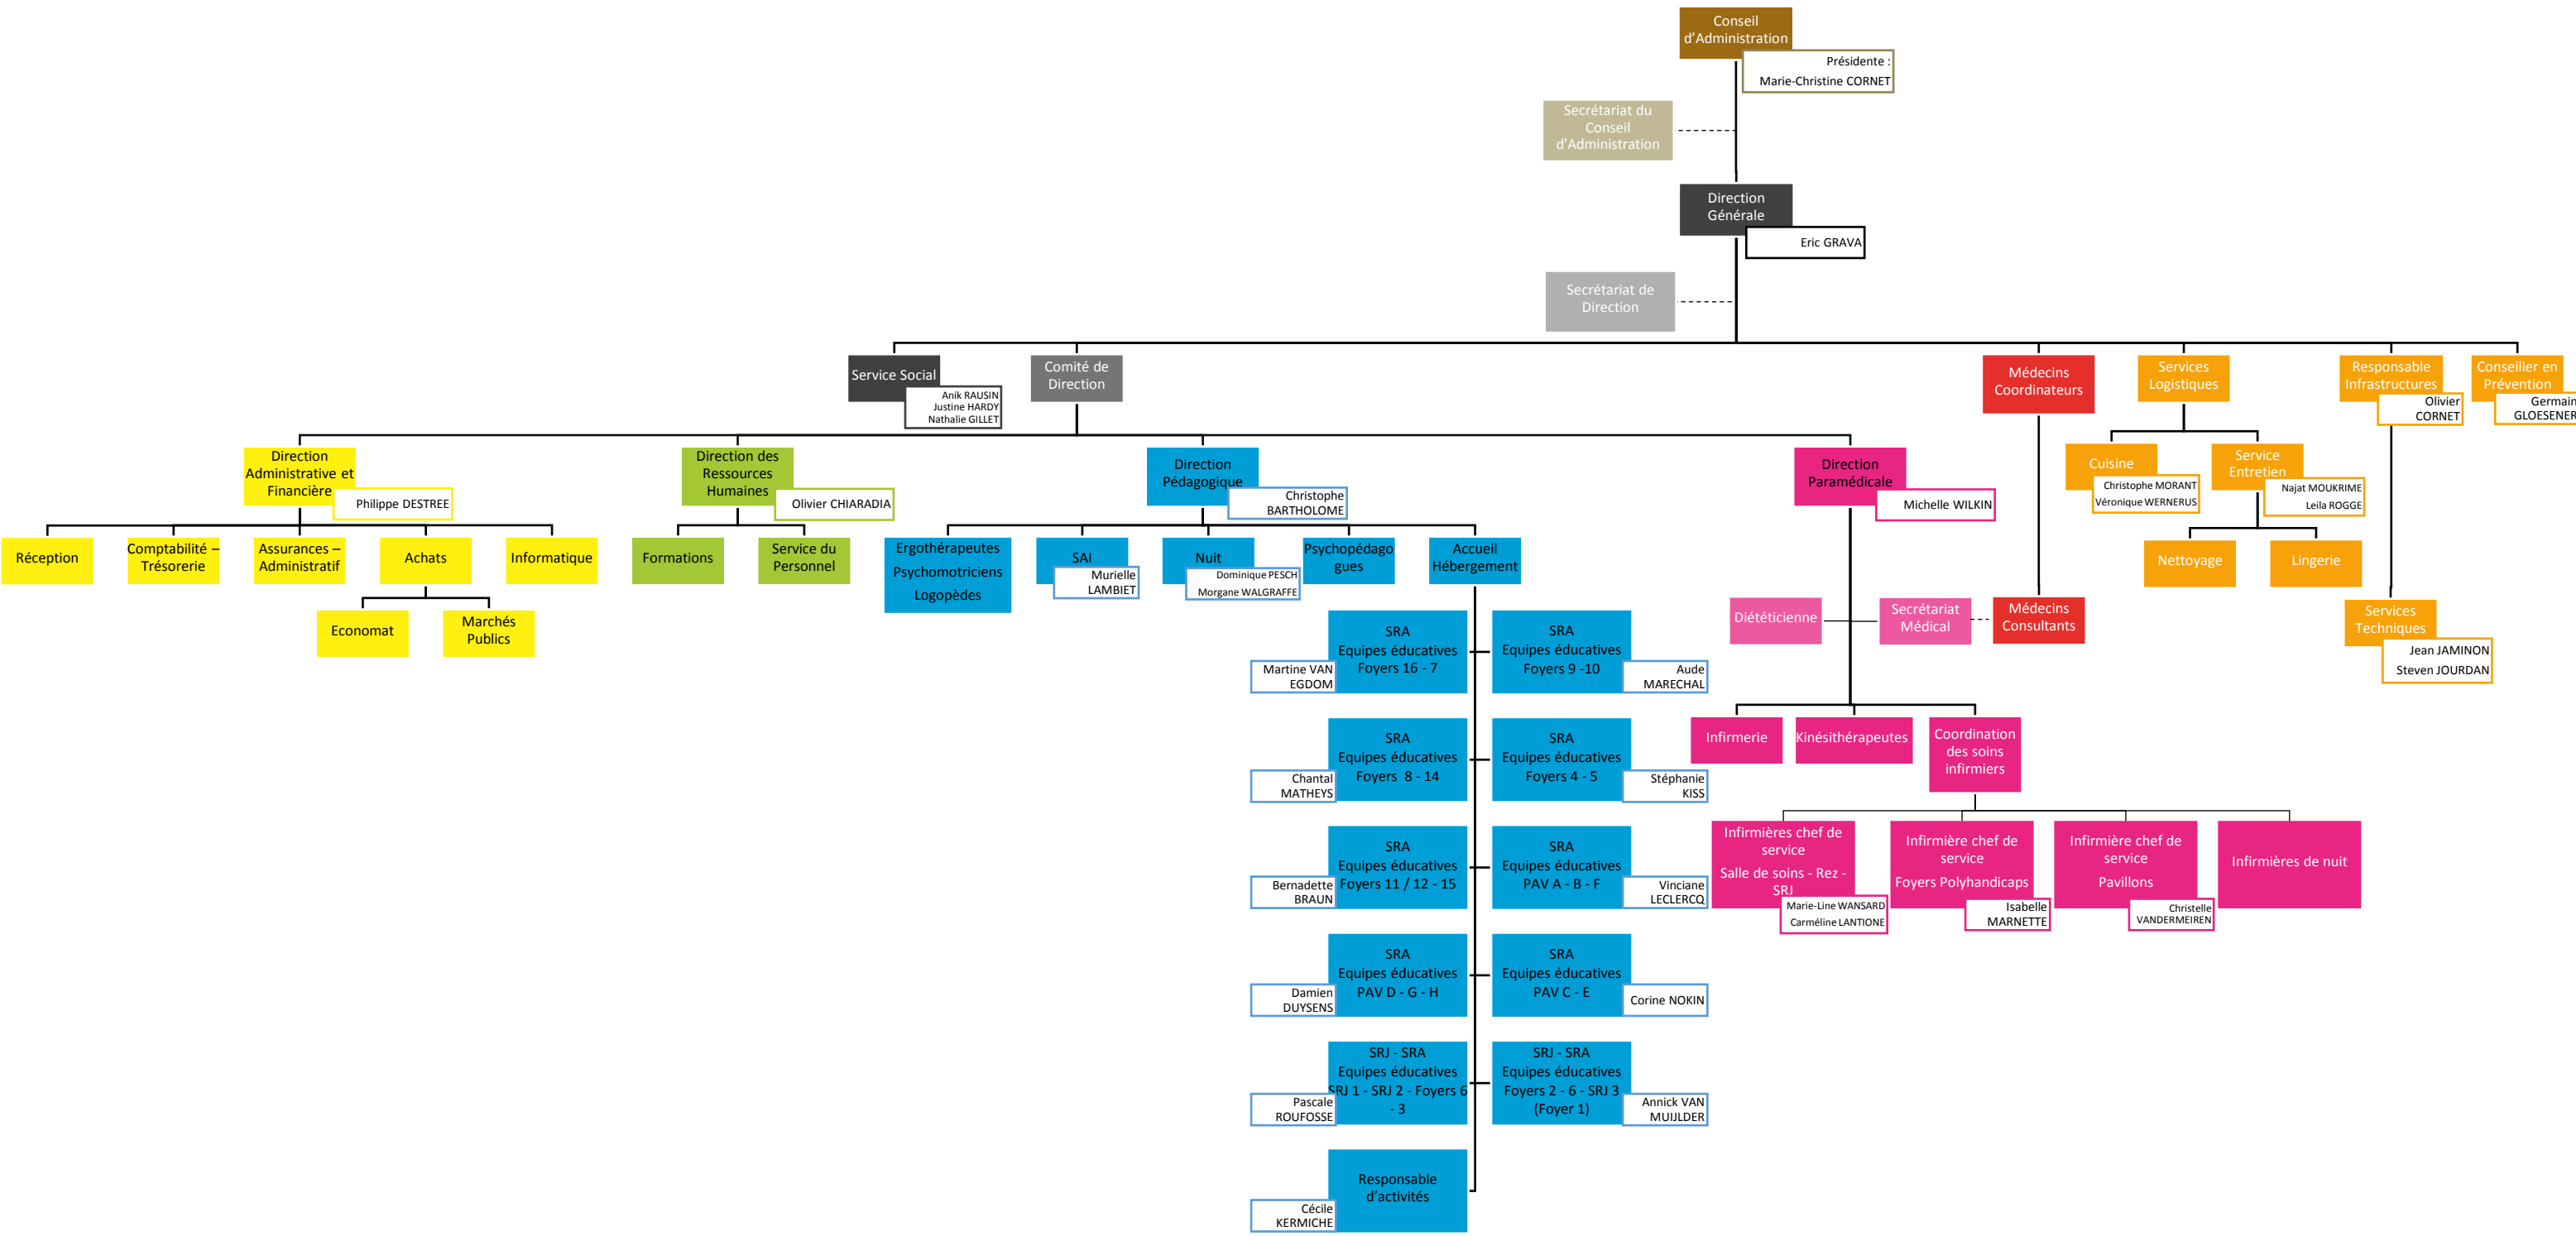 Conseil
d'Administration
Présidente :
Marie-Christine CORNET
Secrétariat du
Conseil
d'Administration
Direction
Générale
Eric GRAVA
Secrétariat de
Direction
Service Social
Anik RAUSIN
Justine HARDY
Nathalie GILLET
Comité de
Direction
Médecins
Coordinateurs
Services
Logistiques
Responsable
Infrastructures
Olivier
CORNET
Conseiller en
Prévention
Germain
GLOESENER
Direction
Administrative et
Financière
Philippe DESTREE
Direction des
Ressources
Humaines
Olivier CHIARADIA
Direction
Pédagogique
Christophe
BARTHOLOME
Direction
Paramédicale
Michelle WILKIN
Cuisine
Christophe MORANT
Véronique WERNERUS
Service
Entretien
Najat MOUKRIME
Leila ROGGE
Réception
Comptabilité –
Trésorerie
Assurances –
Administratif
Achats
Informatique
Formations
Service du
Personnel
Ergothérapeutes
Psychomotriciens
Logopèdes
SAI
Murielle
LAMBIET
Nuit
Dominique PESCH
Morgane WALGRAFFE
Psychopédago
gues
Accueil
Hébergement
Nettoyage
Lingerie
Economat
Marchés
Publics
Diététicienne
Secrétariat
Médical
Médecins
Consultants
Services
Techniques
Jean JAMINON
Steven JOURDAN
SRA
Equipes éducatives
Foyers 16 - 7
Martine VAN
EGDOM
SRA
Equipes éducatives
Foyers 9 -10
Aude
MARECHAL
SRA
Equipes éducatives
Foyers  8 - 14
Chantal
MATHEYS
SRA
Equipes éducatives
Foyers 4 - 5
Stéphanie
KISS
Infirmerie
Kinésithérapeutes
Coordination
des soins
infirmiers
SRA
Equipes éducatives
Foyers 11 / 12 - 15
Bernadette
BRAUN
SRA
Equipes éducatives
PAV A - B - F
Vinciane
LECLERCQ
Infirmières chef de
service
Salle de soins - Rez -
SRJ
Marie-Line WANSARD
Carméline LANTIONE
Infirmière chef de
service
Foyers Polyhandicaps
Isabelle
MARNETTE
Infirmière chef de
service
Pavillons
Christelle
VANDERMEIREN
Infirmières de nuit
SRA
Equipes éducatives
PAV D - G - H
Damien
DUYSENS
SRA
Equipes éducatives
PAV C - E
Corine NOKIN
SRJ - SRA
Equipes éducatives
SRJ 1 - SRJ 2 - Foyers 6
- 3
Pascale
ROUFOSSE
SRJ - SRA
Equipes éducatives
Foyers 2 - 6 - SRJ 3
(Foyer 1)
Annick VAN
MUIJLDER
Responsable
d'activités
Cécile
KERMICHE